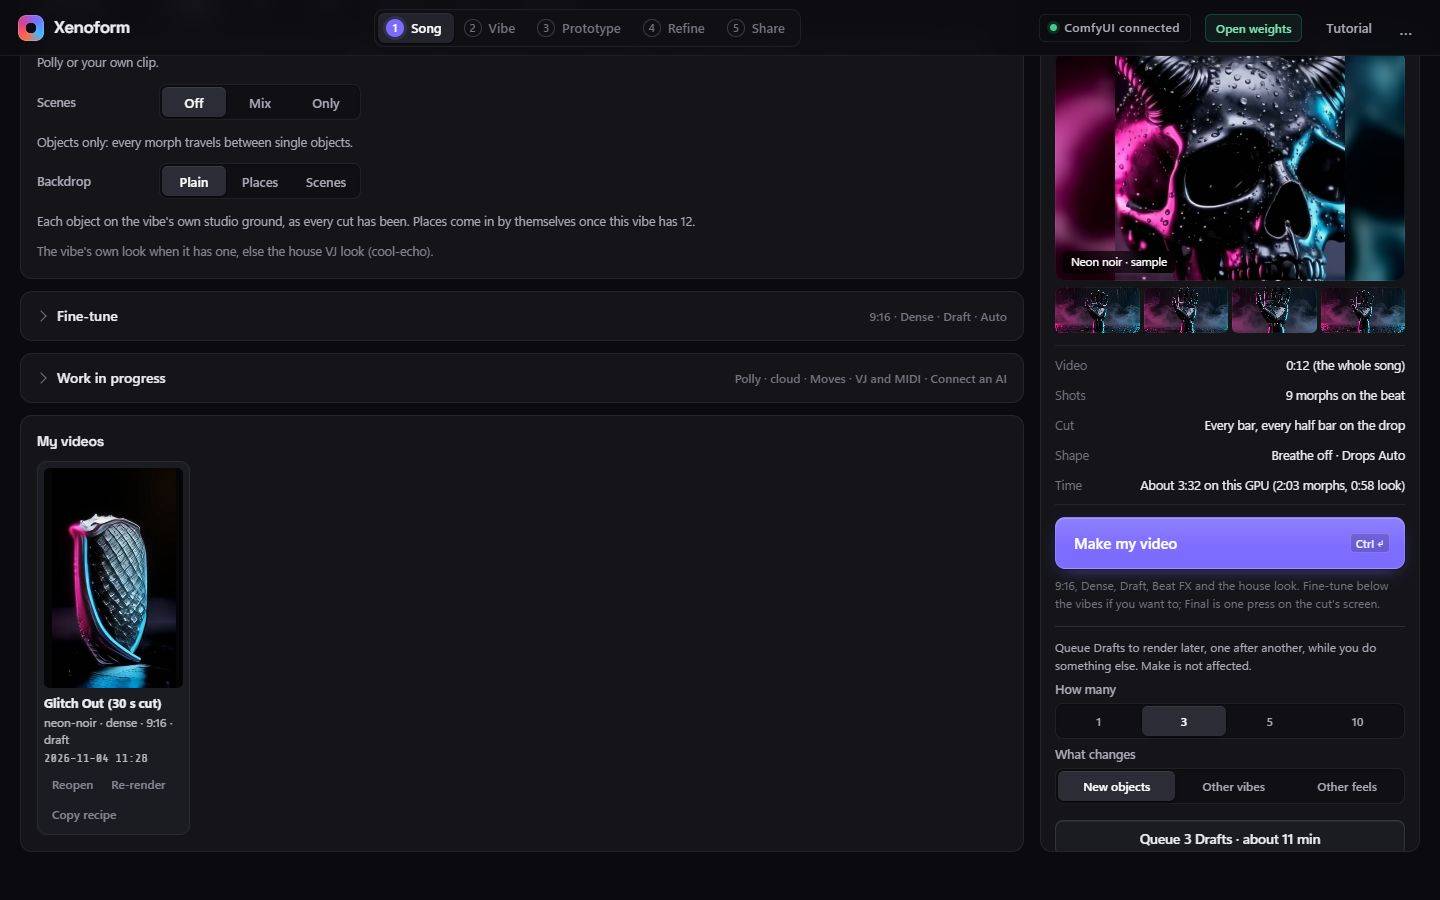 Xenoform
1 Song
2 Vibe
3 Prototype
4 Refine
5 Share
ComfyUI connected
Open weights
Tutorial
...
Polly or your own clip.
Scenes
Off
Mix
Only
Objects only: every morph travels between single objects.
Backdrop
Plain
Places
Scenes
Each object on the vibe's own studio ground, as every cut has been. Places come in by themselves once this vibe has 12.
The vibe's own look when it has one, else the house VJ look (cool-echo).
Fine-tune
9:16 · Dense · Draft · Auto
Work in progress
Polly · cloud · Moves · VJ and MIDI · Connect an AI
My videos
Glitch Out (30 s cut)
neon-noir · dense · 9:16 ·
draft
2026-11-04 11:28
Reopen
Re-render
Copy recipe
Neon noir · sample
Video
0:12 (the whole song)
Shots
9 morphs on the beat
Cut
Every bar, every half bar on the drop
Shape
Breathe off · Drops Auto
Time
About 3:32 on this GPU (2:03 morphs, 0:58 look)
Make my video
Ctrl ↵
9:16, Dense, Draft, Beat FX and the house look. Fine-tune below
the vibes if you want to; Final is one press on the cut's screen.
Queue Drafts to render later, one after another, while you do
something else. Make is not affected.
How many
1
3
5
10
What changes
New objects
Other vibes
Other feels
Queue 3 Drafts · about 11 min